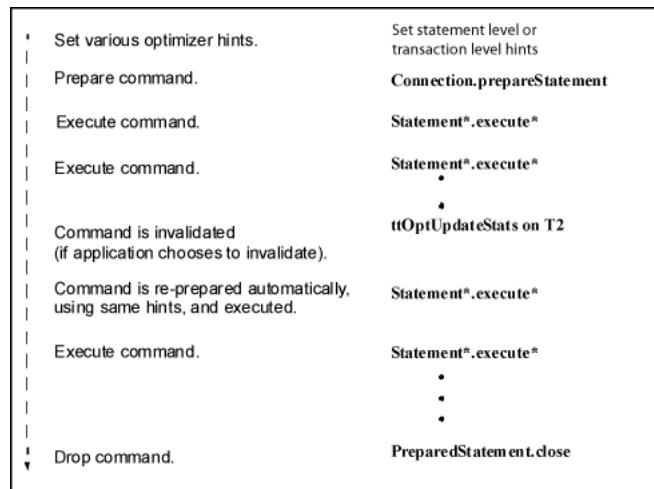 Set various optimizer hints.
Set statement level or
transaction level hints
Prepare command.
Connection.prepareStatement
Execute command.
Statement*.execute*
Execute command.
Statement*.execute*
Command is invalidated
(if application chooses to invalidate).
ttOptUpdateStats on T2
Command is re-prepared automatically,
using same hints, and executed.
Statement*.execute*
Execute command.
Statement*.execute*
Drop command.
PreparedStatement.close